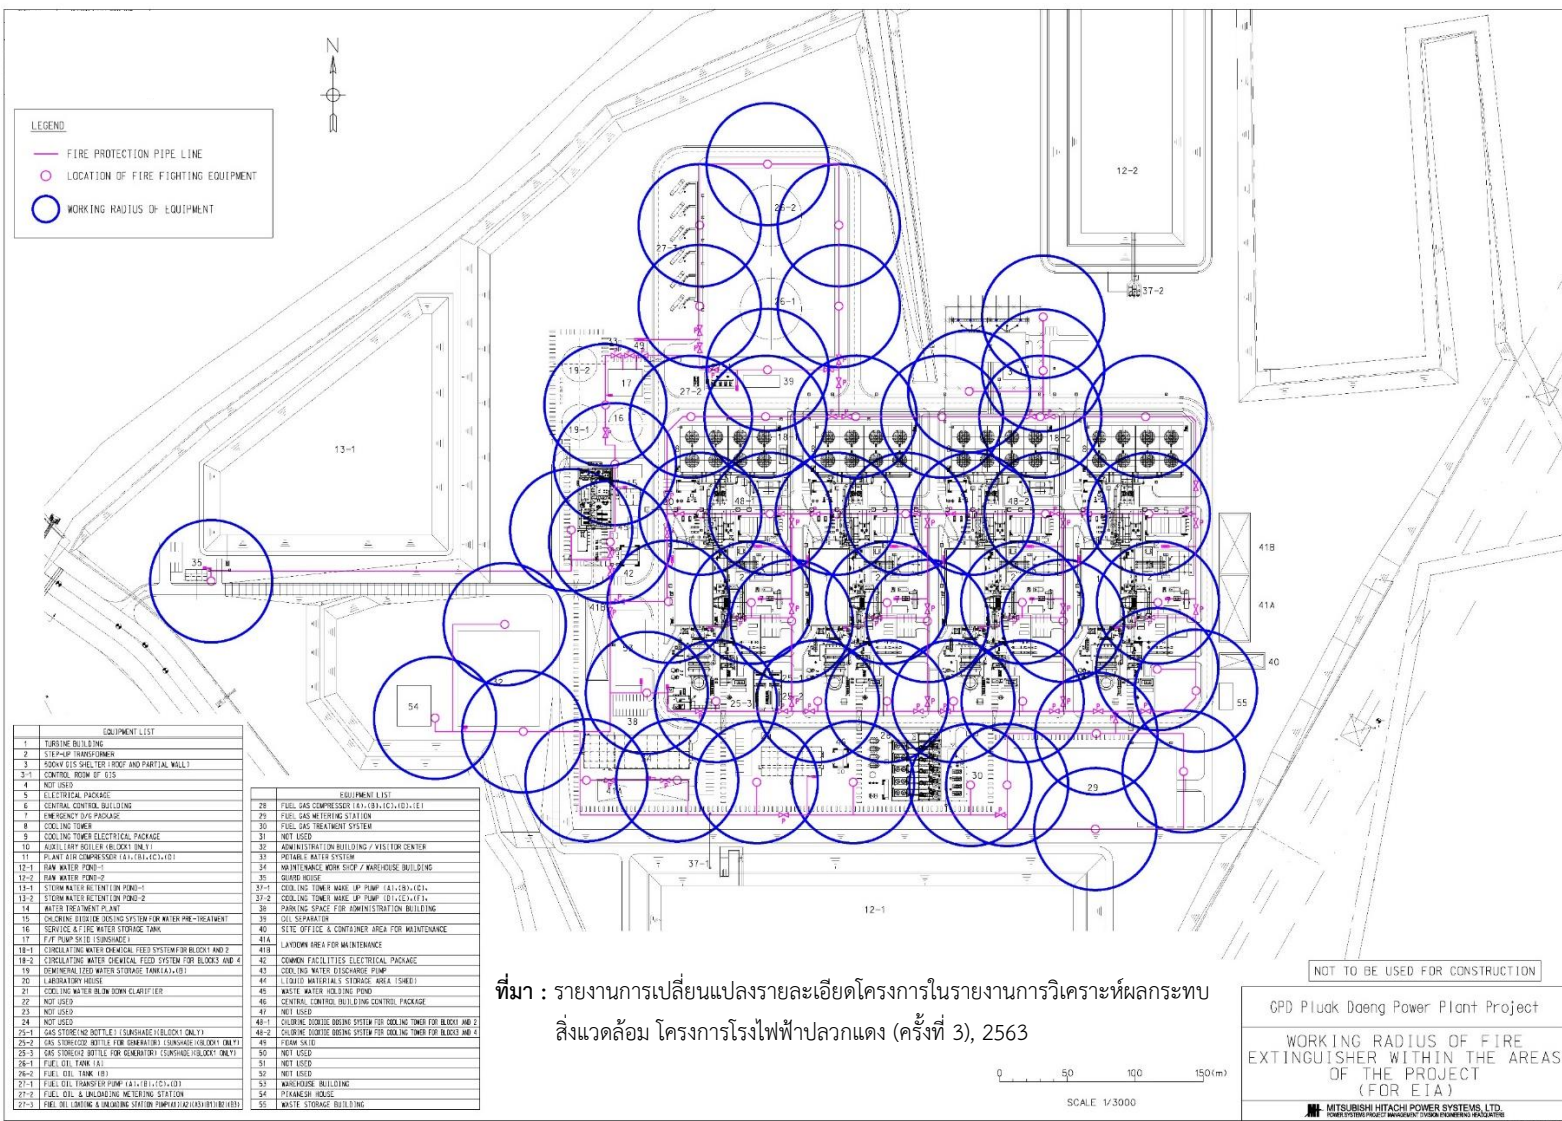 N
LEGEND
FIRE PROTECTION PIPE LINE
LOCATION OF FIRE FIGHTING EQUIPMENT
WORKING RADIUS OF EQUIPMENT
12-2
37-2
26-2
27-3
26-1
19-2
17
27-2
39
3-1
16
19-1
18-1
18-2
13-1
48-1
48-2
35
42
41B
41A
41B
40
55
54
38
25-3
30
29
37-1
12-1
EQUIPMENT LIST
1 TURBINE BUILDING
2 STEP-UP TRANSFORMER
3 500kV GIS SHELTER (ROOF AND PARTIAL WALL)
3-1 CONTROL ROOM OF GIS
4 NOT USED
5 ELECTRICAL PACKAGE
6 CENTRAL CONTROL BUILDING
7 EMERGENCY D/G PACKAGE
8 COOLING TOWER
9 COOLING TOWER ELECTRICAL PACKAGE
10 AUXILIARY BOILER (BLOCK1 ONLY)
11 PLANT AIR COMPRESSOR (A),(B),(C),(D)
12-1 RAW WATER POND-1
12-2 RAW WATER POND-2
13-1 STORM WATER RETENTION POND-1
13-2 STORM WATER RETENTION POND-2
14 WATER TREATMENT PLANT
15 CHLORINE DIOXIDE DOSING SYSTEM FOR WATER PRE-TREATMENT
16 SERVICE & FIRE WATER STORAGE TANK
17 F/F PUMP SKID (SUNSHADE)
18-1 CIRCULATING WATER CHEMICAL FEED SYSTEM FOR BLOCK1 AND 2
18-2 CIRCULATING WATER CHEMICAL FEED SYSTEM FOR BLOCK3 AND 4
19 DEMINERALIZED WATER STORAGE TANK(A),(B)
20 LABORATORY HOUSE
21 COOLING WATER BLOW DOWN CLARIFIER
22 NOT USED
23 NOT USED
24 NOT USED
25-1 GAS STORE(N2 BOTTLE) (SUNSHADE)(BLOCK1 ONLY)
25-2 GAS STORE(CO2 BOTTLE FOR GENERATOR) (SUNSHADE)(BLOCK1 ONLY)
25-3 GAS STORE(H2 BOTTLE FOR GENERATOR) (SUNSHADE)(BLOCK1 ONLY)
26-1 FUEL OIL TANK (A)
26-2 FUEL OIL TANK (B)
27-1 FUEL OIL TRANSFER PUMP (A),(B),(C),(D)
27-2 FUEL OIL & UNLOADING METERING STATION
27-3 FUEL OIL LOADING & UNLOADING STATION PUMP(A1)(A2)(A3)(B1)(B2)(B3)
EQUIPMENT LIST
28 FUEL GAS COMPRESSOR (A),(B),(C),(D),(E)
29 FUEL GAS METERING STATION
30 FUEL GAS TREATMENT SYSTEM
31 NOT USED
32 ADMINISTRATION BUILDING / VISITOR CENTER
33 POTABLE WATER SYSTEM
34 MAINTENANCE WORK SHOP / WAREHOUSE BUILDING
35 GUARD HOUSE
37-1 COOLING TOWER MAKE UP PUMP (A),(B),(C),
37-2 COOLING TOWER MAKE UP PUMP (D),(E),(F),
38 PARKING SPACE FOR ADMINISTRATION BUILDING
39 OIL SEPARATOR
40 SITE OFFICE & CONTAINER AREA FOR MAINTENANCE
41A
41B LAYDOWN AREA FOR MAINTENANCE
42 COMMON FACILITIES ELECTRICAL PACKAGE
43 COOLING WATER DISCHARGE PUMP
44 LIQUID MATERIALS STORAGE AREA (SHED)
45 WASTE WATER HOLDING POND
46 CENTRAL CONTROL BUILDING CONTROL PACKAGE
47 NOT USED
48-1 CHLORINE DIOXIDE DOSING SYSTEM FOR COOLING TOWER FOR BLOCK1 AND 2
48-2 CHLORINE DIOXIDE DOSING SYSTEM FOR COOLING TOWER FOR BLOCK3 AND 4
49 FOAM SKID
50 NOT USED
51 NOT USED
52 NOT USED
53 WAREHOUSE BUILDING
54 PIKANESH HOUSE
55 WASTE STORAGE BUILDING
ที่มา : รายงานการเปลี่ยนแปลงรายละเอียดโครงการในรายงานการวิเคราะห์ผลกระทบ
สิ่งแวดล้อม โครงการโรงไฟฟ้าปลวกแดง (ครั้งที่ 3), 2563
0 50 100 150(m)
SCALE 1/3000
NOT TO BE USED FOR CONSTRUCTION
GPD Pluak Daeng Power Plant Project
WORKING RADIUS OF FIRE
EXTINGUISHER WITHIN THE AREAS
OF THE PROJECT
(FOR EIA)
MITSUBISHI HITACHI POWER SYSTEMS, LTD.
POWER SYSTEMS PROJECT MANAGEMENT DIVISION ENGINEERING HEADQUARTERS